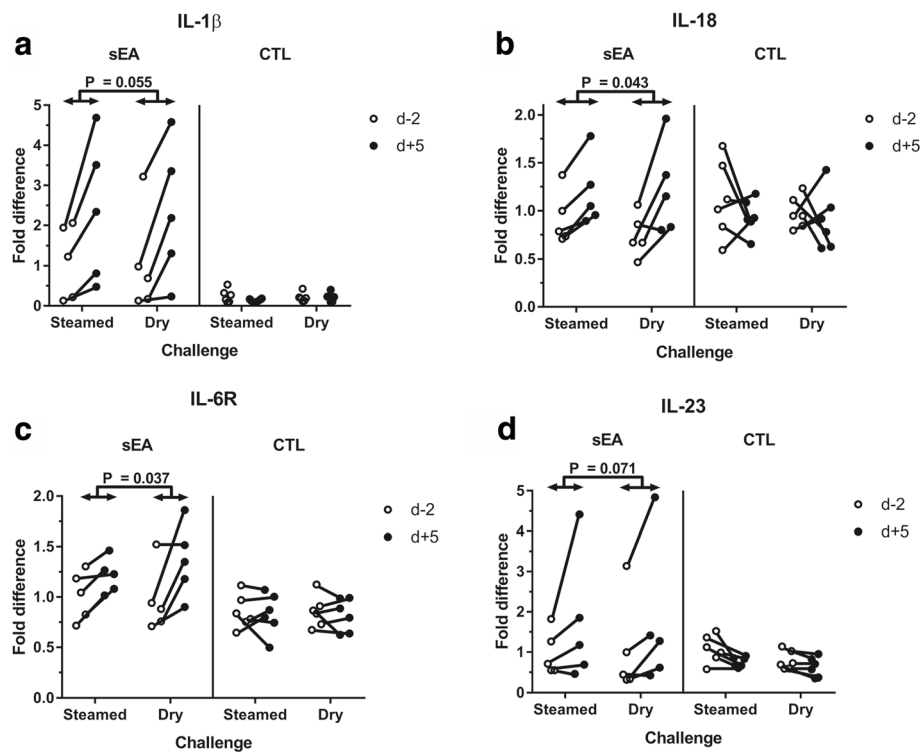 a
IL-1β
sEA
CTL
P = 0.055
Fold difference
5
4
3
2
1
0
Steamed
Dry
Steamed
Dry
Challenge
d-2
d+5
b
IL-18
sEA
CTL
P = 0.043
Fold difference
2.0
1.5
1.0
0.5
0.0
Steamed
Dry
Steamed
Dry
Challenge
d-2
d+5
c
IL-6R
sEA
CTL
P = 0.037
Fold difference
2.0
1.5
1.0
0.5
0.0
Steamed
Dry
Steamed
Dry
Challenge
d-2
d+5
d
IL-23
sEA
CTL
P = 0.071
Fold difference
5
4
3
2
1
0
Steamed
Dry
Steamed
Dry
Challenge
d-2
d+5